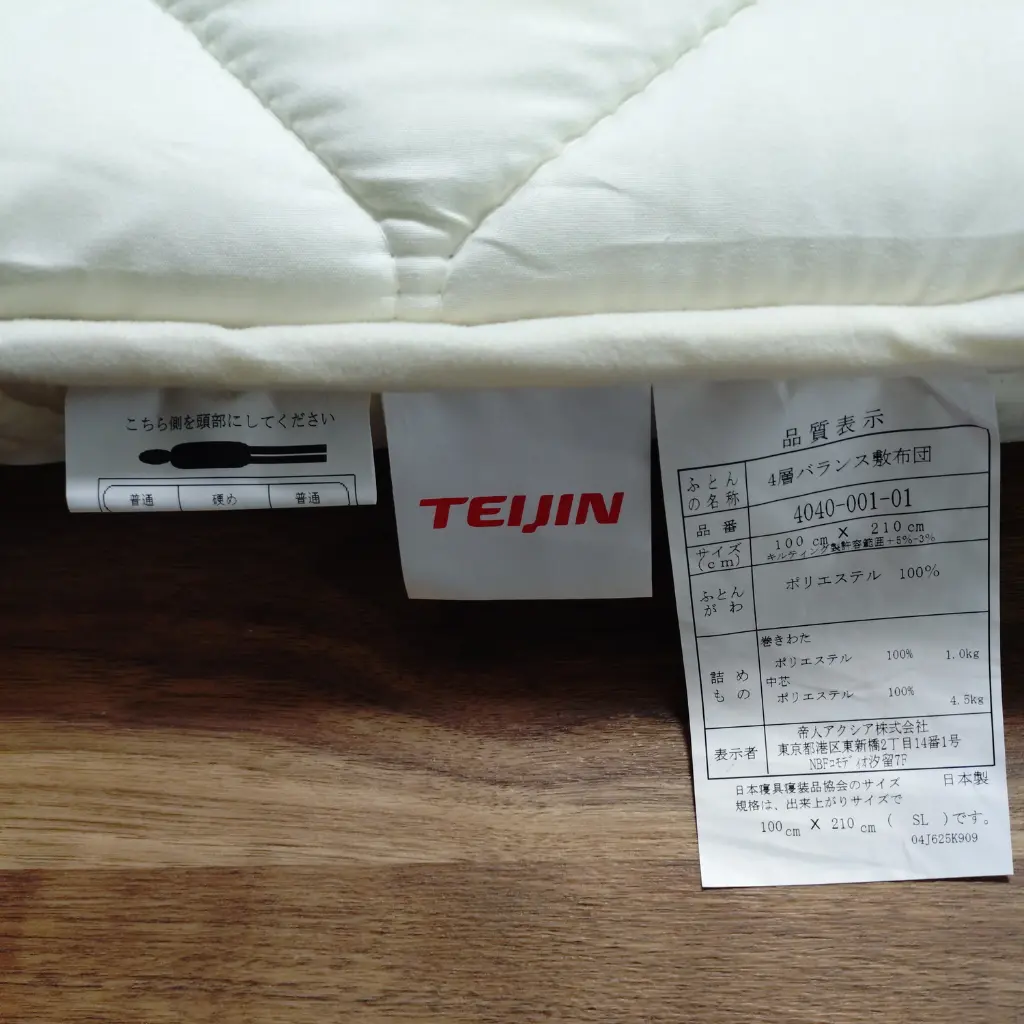 こちら側を頭部にしてください
普通 硬め 普通
TEIJIN
品質表示
ふとんの名称 4層バランス敷布団
品番 4040-001-01
サイズ(cm) 100cm X 210cm
キルティング製許容範囲+5%-3%
ふとんがわ ポリエステル 100%
詰めもの 巻きわた
ポリエステル 100% 1.0kg
中芯
ポリエステル 100% 4.5kg
表示者 帝人アクシア株式会社
東京都港区東新橋2丁目14番1号
NBFコモディオ汐留7F
日本寝具寝装品協会のサイズ 日本製
規格は、出来上がりサイズで
100cm X 210cm ( SL )です。
04J625K909